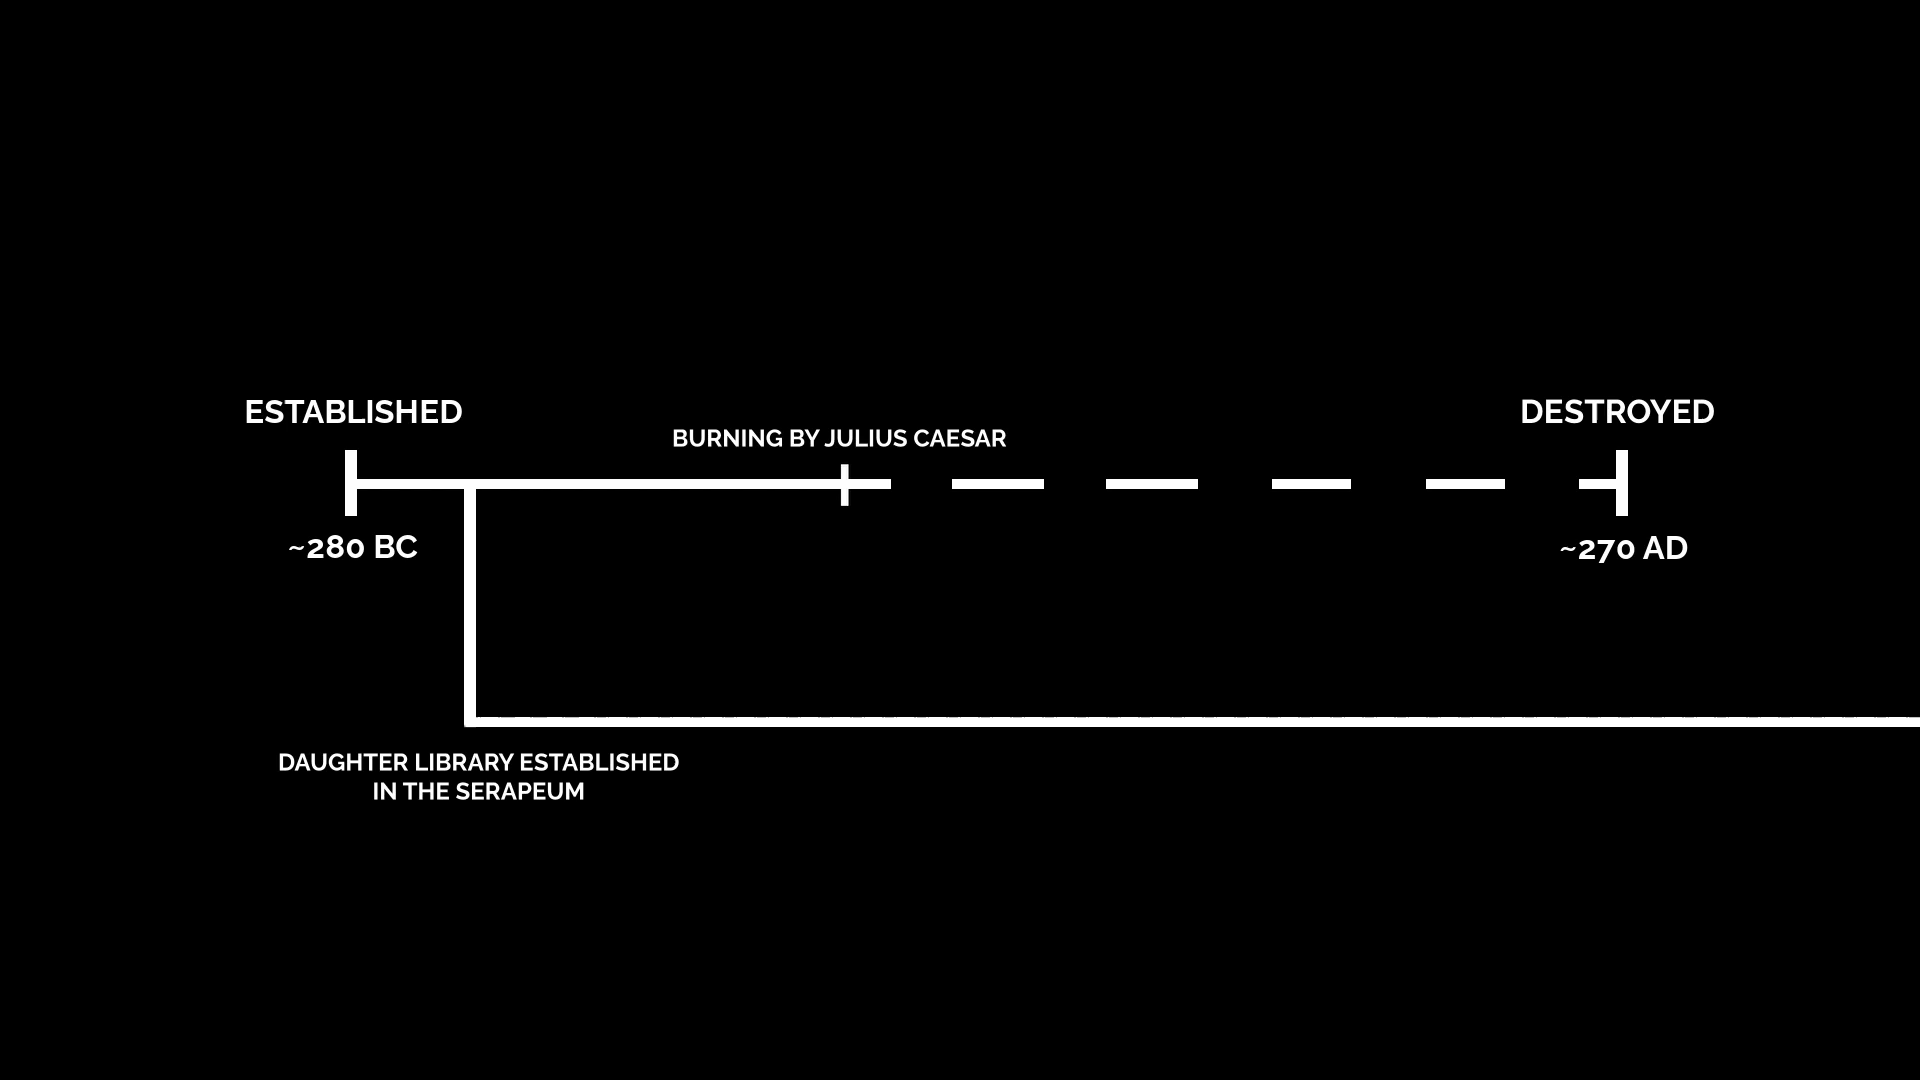 ESTABLISHED
DESTROYED
BURNING BY JULIUS CAESAR
~280 BC
~270 AD
DAUGHTER LIBRARY ESTABLISHED
IN THE SERAPEUM